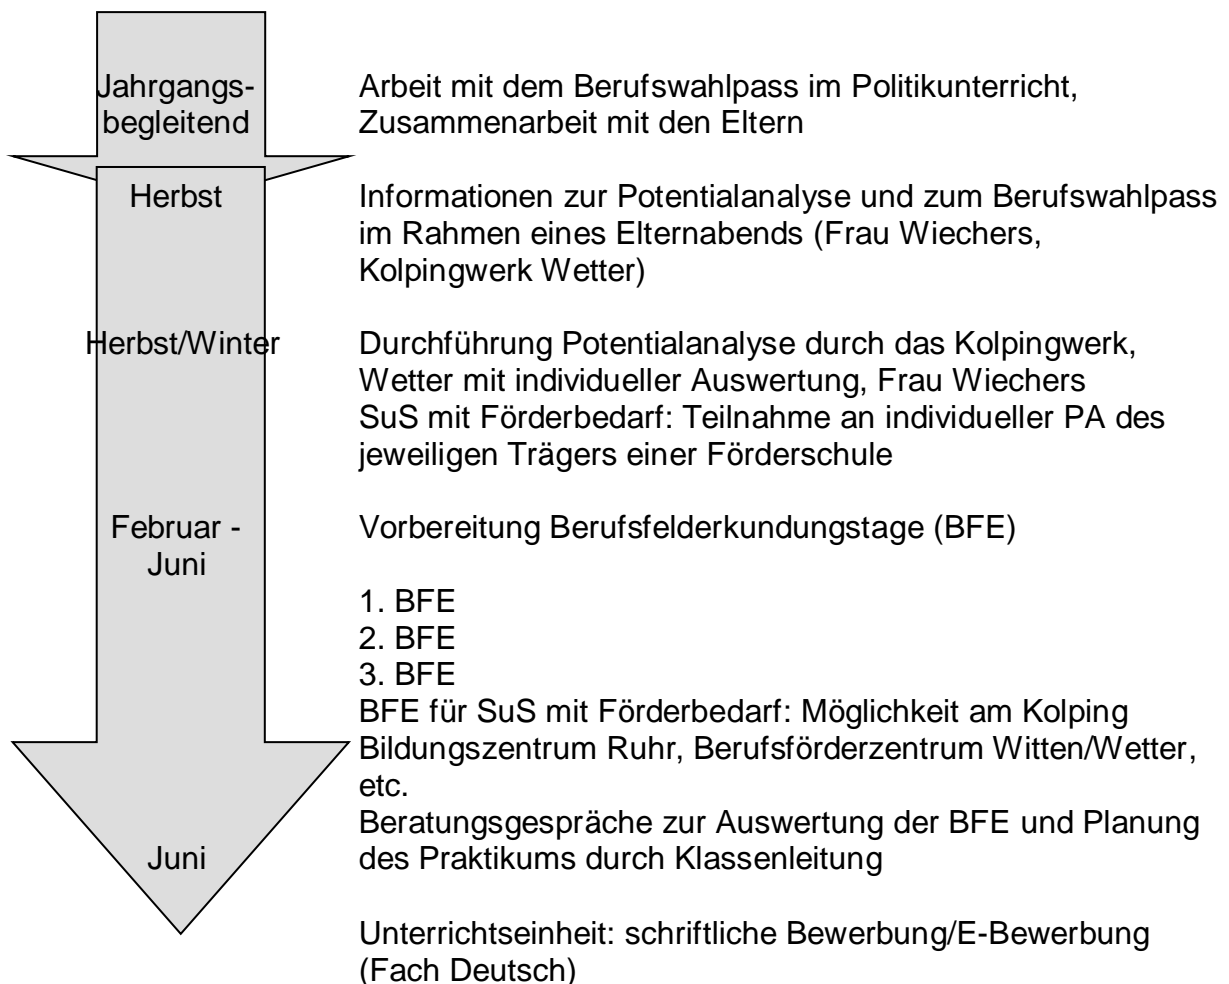 Jahrgangs-
begleitend
Arbeit mit dem Berufswahlpass im Politikunterricht,
Zusammenarbeit mit den Eltern
Herbst
Informationen zur Potentialanalyse und zum Berufswahlpass
im Rahmen eines Elternabends (Frau Wiechers,
Kolpingwerk Wetter)
Herbst/Winter
Durchführung Potentialanalyse durch das Kolpingwerk,
Wetter mit individueller Auswertung, Frau Wiechers
SuS mit Förderbedarf: Teilnahme an individueller PA des
jeweiligen Trägers einer Förderschule
Februar -
Juni
Vorbereitung Berufsfelderkundungstage (BFE)
1. BFE
2. BFE
3. BFE
BFE für SuS mit Förderbedarf: Möglichkeit am Kolping
Bildungszentrum Ruhr, Berufsförderzentrum Witten/Wetter,
etc.
Juni
Beratungsgespräche zur Auswertung der BFE und Planung
des Praktikums durch Klassenleitung
Unterrichtseinheit: schriftliche Bewerbung/E-Bewerbung
(Fach Deutsch)